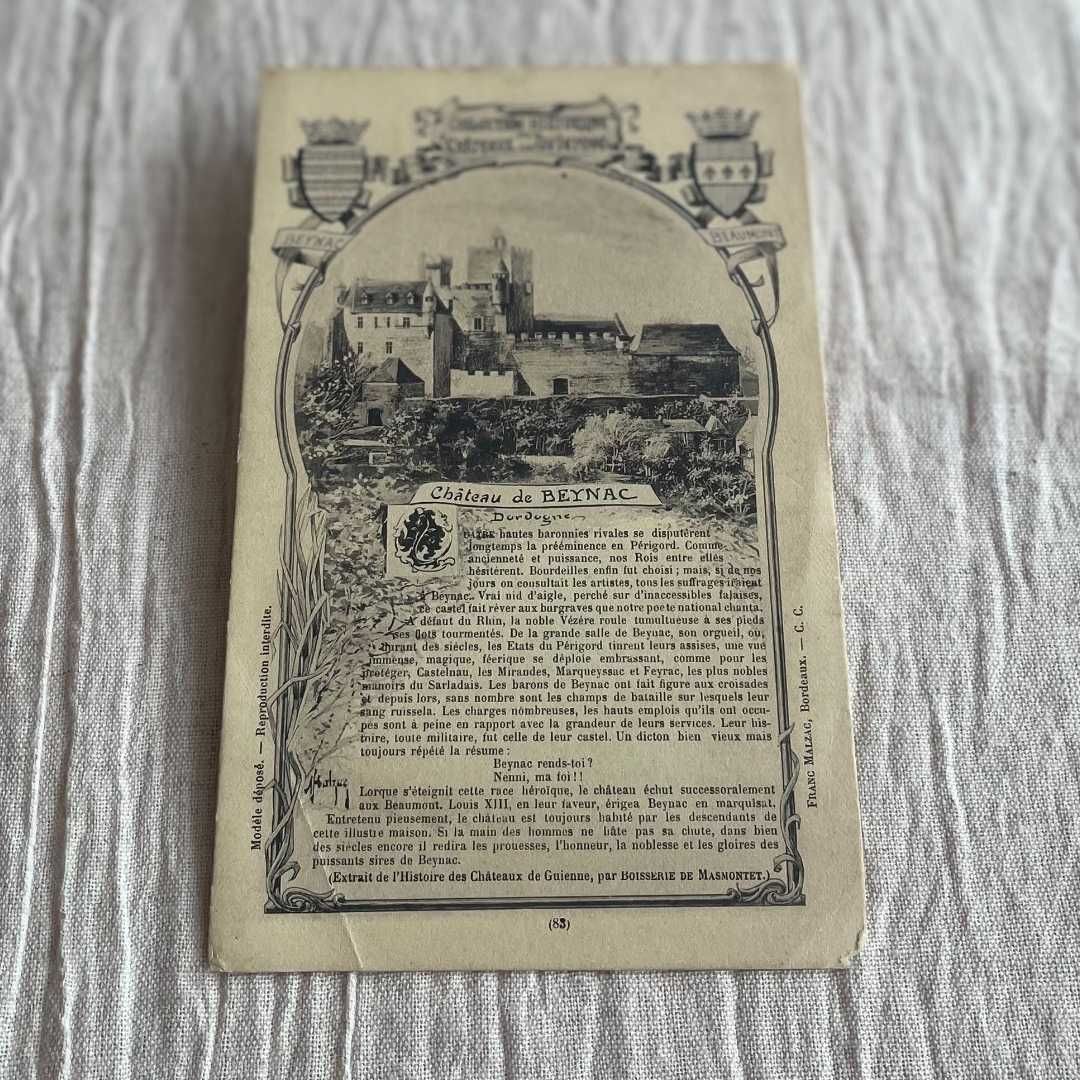 BEYNAC
BEAUMONT
Château de BEYNAC
Dordogne
QUATRE hautes baronnies rivales se disputèrent
longtemps la prééminence en Périgord. Comme
ancienneté et puissance, nos Rois entre elles
hésitèrent. Bourdeilles enfin fut choisi ; mais, si de nos
jours on consultait les artistes, tous les suffrages iraient
à Beynac. Vrai nid d'aigle, perché sur d'inaccessibles falaises,
ce castel fait rêver aux burgraves que notre poete national chanta.
A défaut du Rhin, la noble Vézére roule tumultueuse à ses pieds
ses flots tourmentés. De la grande salle de Beynac, son orgueil, où,
durant des siècles, les Etats du Périgord tinrent leurs assises, une vue
immense, magique, féerique se déploie embrassant, comme pour les
protéger, Castelnau, les Mirandes, Marqueyssac et Feyrac, les plus nobles
manoirs du Sarladais. Les barons de Beynac ont fait figure aux croisades
et depuis lors, sans nombre sont les champs de bataille sur lesquels leur
sang ruissela. Les charges nombreuses, les hauts emplois qu'ils ont occu-
pés sont à peine en rapport avec la grandeur de leurs services. Leur his-
toire, toute militaire, fut celle de leur castel. Un dicton bien vieux mais
toujours répété la résume :
Beynac rends-toi ?
Nenni, ma foi ! !
Lorque s'éteignit cette race héroïque, le château échut successoralement
aux Beaumont. Louis XIII, en leur faveur, érigea Beynac en marquisat.
Entretenu pieusement, le château est toujours habité par les descendants de
cette illustre maison. Si la main des hommes ne hâte pas sa chute, dans bien
des siècles encore il redira les prouesses, l'honneur, la noblesse et les gloires des
puissants sires de Beynac.
(Extrait de l'Histoire des Châteaux de Guienne, par BOISSERIE DE MASMONTET.)
(83)
Modèle déposé. — Reproduction interdite.
FRANC MALZAC, Bordeaux. — C. C.